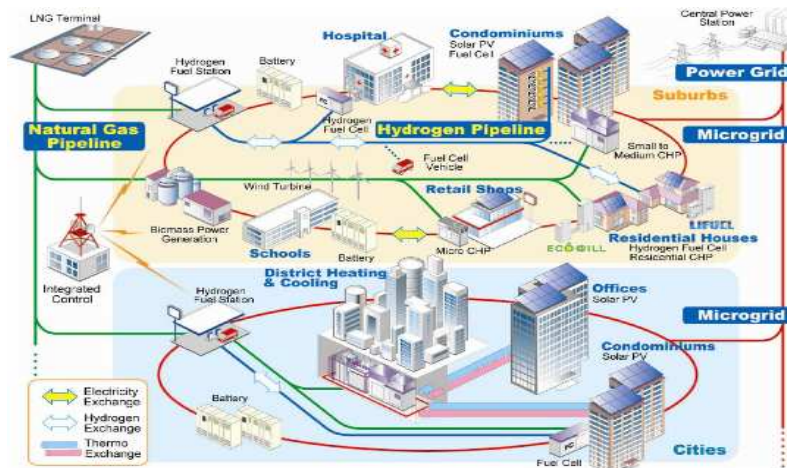 LNG Terminal
Hydrogen
Fuel Station
Battery
Hospital
Condominiums
Solar PV
Fuel Cell
Central Power
Station
Power Grid
Suburbs
Natural Gas
Pipeline
Hydrogen
Fuel Cell
Hydrogen Pipeline
Microgrid
Small to
Medium CHP
Fuel Cell
Vehicle
Wind Turbine
Retail Shops
Biomass Power
Generation
Schools
Battery
Micro CHP
LIFUEL
Residential Houses
Hydrogen Fuel Cell
Residential CHP
Integrated
Control
Hydrogen
Fuel Station
District Heating
& Cooling
Offices
Solar PV
Microgrid
Condominiums
Solar PV
Battery
Fuel Cell
Cities
Electricity
Exchange
Hydrogen
Exchange
Thermo
Exchange